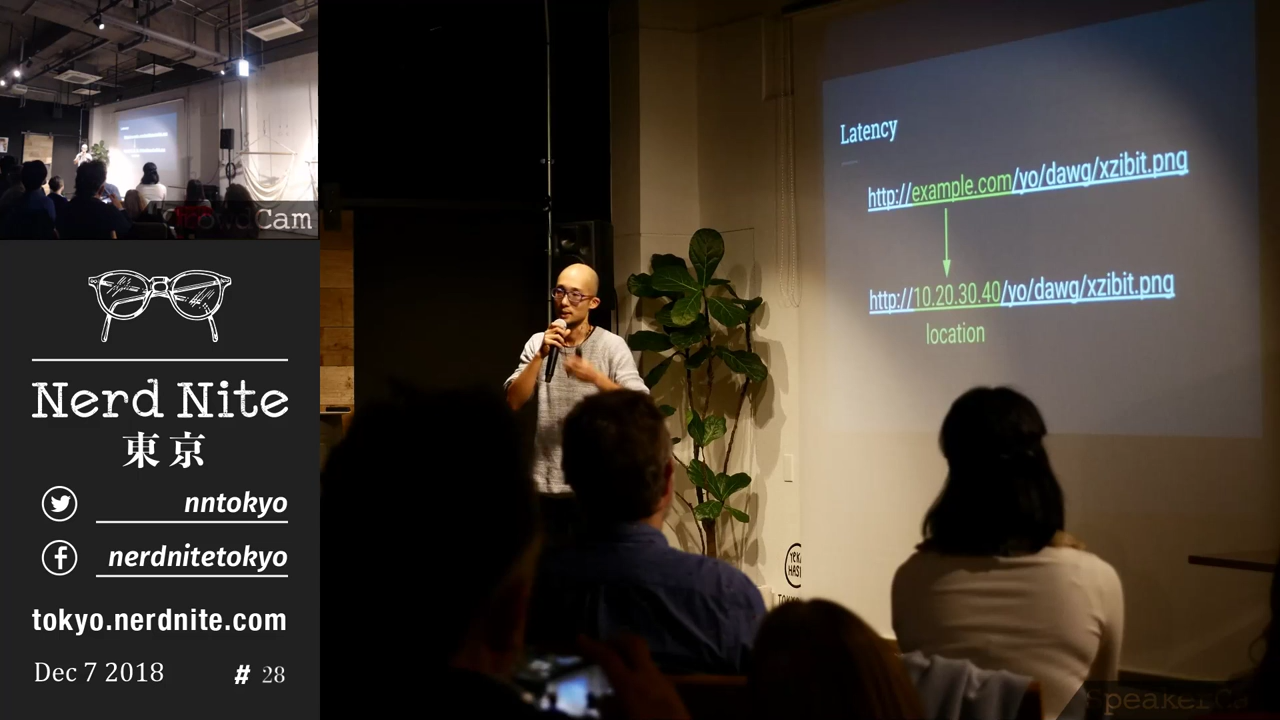 CrowdCam
Nerd Nite
東京
nntokyo
nerdnitetokyo
tokyo.nerdnite.com
Dec 7 2018
# 28
Latency
http://example.com/yo/dawg/xzibit.png
http://10.20.30.40/yo/dawg/xzibit.png
location
SpeakerCa